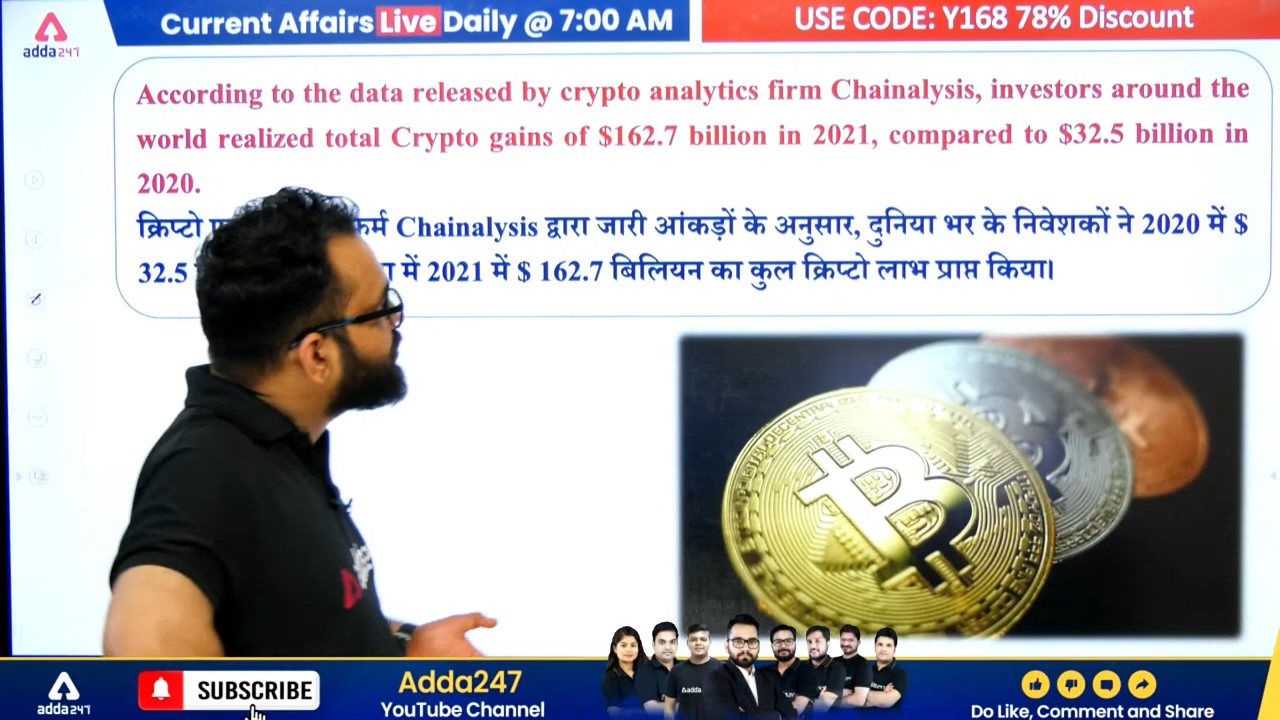 adda247
Current Affairs Live Daily @ 7:00 AM
USE CODE: Y168 78% Discount
According to the data released by crypto analytics firm Chainalysis, investors around the
world realized total Crypto gains of $162.7 billion in 2021, compared to $32.5 billion in
2020.
क्रिप्टो फर्म Chainalysis द्वारा जारी आंकड़ों के अनुसार, दुनिया भर के निवेशकों ने 2020 में $
32.5 में 2021 में $ 162.7 बिलियन का कुल क्रिप्टो लाभ प्राप्त किया।
adda247
SUBSCRIBE
Adda247
YouTube Channel
adda
Do Like, Comment and Share